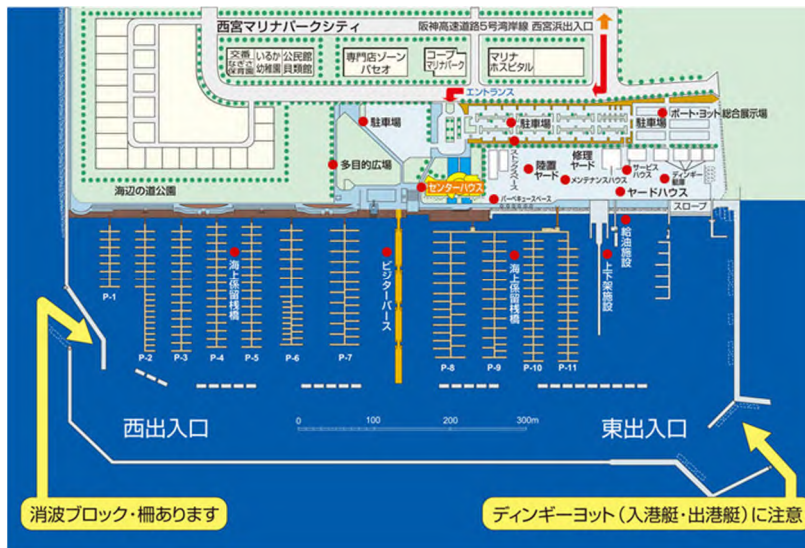 西宮マリナパークシティ
阪神高速道路5号湾岸線 西宮浜出入口
交番
なぎさ
保育園
いるか
幼稚園
公民館
貝類館
専門店ゾーン
パセオ
コープ
マリナパーク
マリナ
ホスピタル
エントランス
駐車場
駐車場
駐車場
ボート・ヨット総合展示場
多目的広場
ストックスペース
陸置
ヤード
修理
ヤード
サービス
ハウス
メンテナンスハウス
ディンギー
艇庫
海辺の道公園
センターハウス
バーベキュースペース
ヤードハウス
スロープ
給油施設
海上係留桟橋
ビジターバース
海上係留桟橋
上下架施設
P-1
P-2
P-3
P-4
P-5
P-6
P-7
P-8
P-9
P-10
P-11
西出入口
0 100 200 300m
東出入口
消波ブロック・柵あります
ディンギーヨット(入港艇・出港艇)に注意